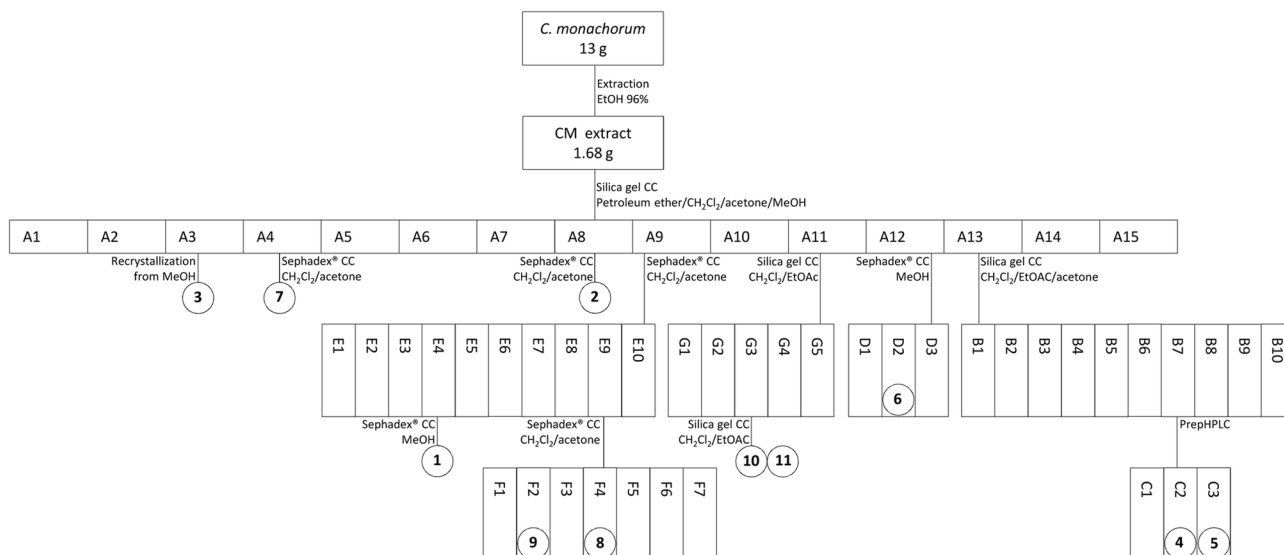 C. monachorum
13 g
Extraction
EtOH 96%
CM extract
1.68 g
Silica gel CC
Petroleum ether/CH₂Cl₂/acetone/MeOH
A1 A2 A3 A4 A5 A6 A7 A8 A9 A10 A11 A12 A13 A14 A15
Recrystallization
from MeOH
3
Sephadex® CC
CH₂Cl₂/acetone
7
Sephadex® CC
CH₂Cl₂/acetone
2
Sephadex® CC
CH₂Cl₂/acetone
Silica gel CC
CH₂Cl₂/EtOAc
Sephadex® CC
MeOH
Silica gel CC
CH₂Cl₂/EtOAC/acetone
E1 E2 E3 E4 E5 E6 E7 E8 E9 E10
G1 G2 G3 G4 G5
D1 D2 D3
6
B1 B2 B3 B4 B5 B6 B7 B8 B9 B10
Sephadex® CC
MeOH
1
Sephadex® CC
CH₂Cl₂/acetone
Silica gel CC
CH₂Cl₂/EtOAC
10 11
PrepHPLC
F1 F2 F3 F4 F5 F6 F7
9 8
C1 C2 C3
4 5